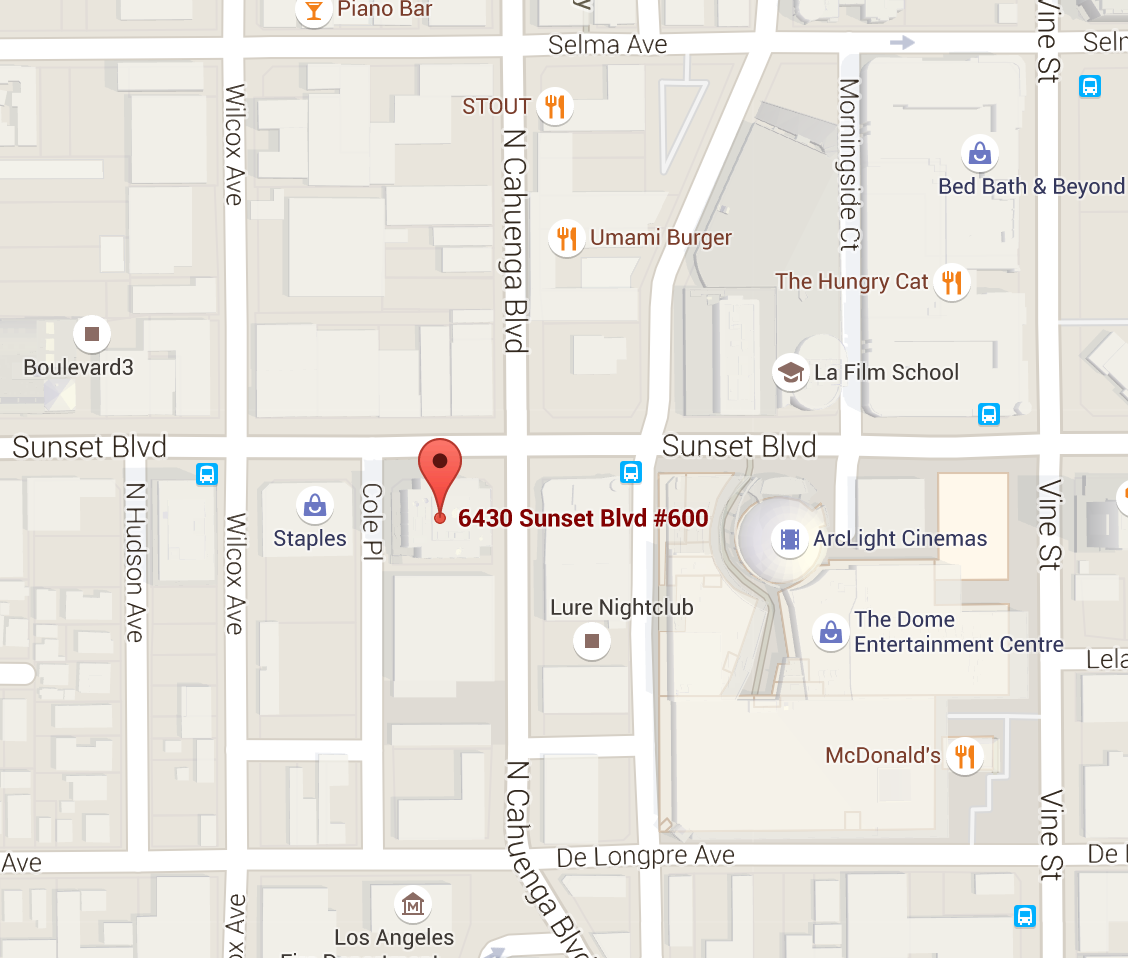 Piano Bar
Selma Ave
Vine St
Wilcox Ave
STOUT
N Cahuenga Blvd
Morningside Ct
Bed Bath & Beyond
Umami Burger
The Hungry Cat
Boulevard3
La Film School
Sunset Blvd
Sunset Blvd
N Hudson Ave
Wilcox Ave
Staples
Cole Pl
6430 Sunset Blvd #600
ArcLight Cinemas
Vine St
Lure Nightclub
The Dome
Entertainment Centre
McDonald's
N Cahuenga Blvd
Vine St
Ave
De Longpre Ave
De
Los Angeles